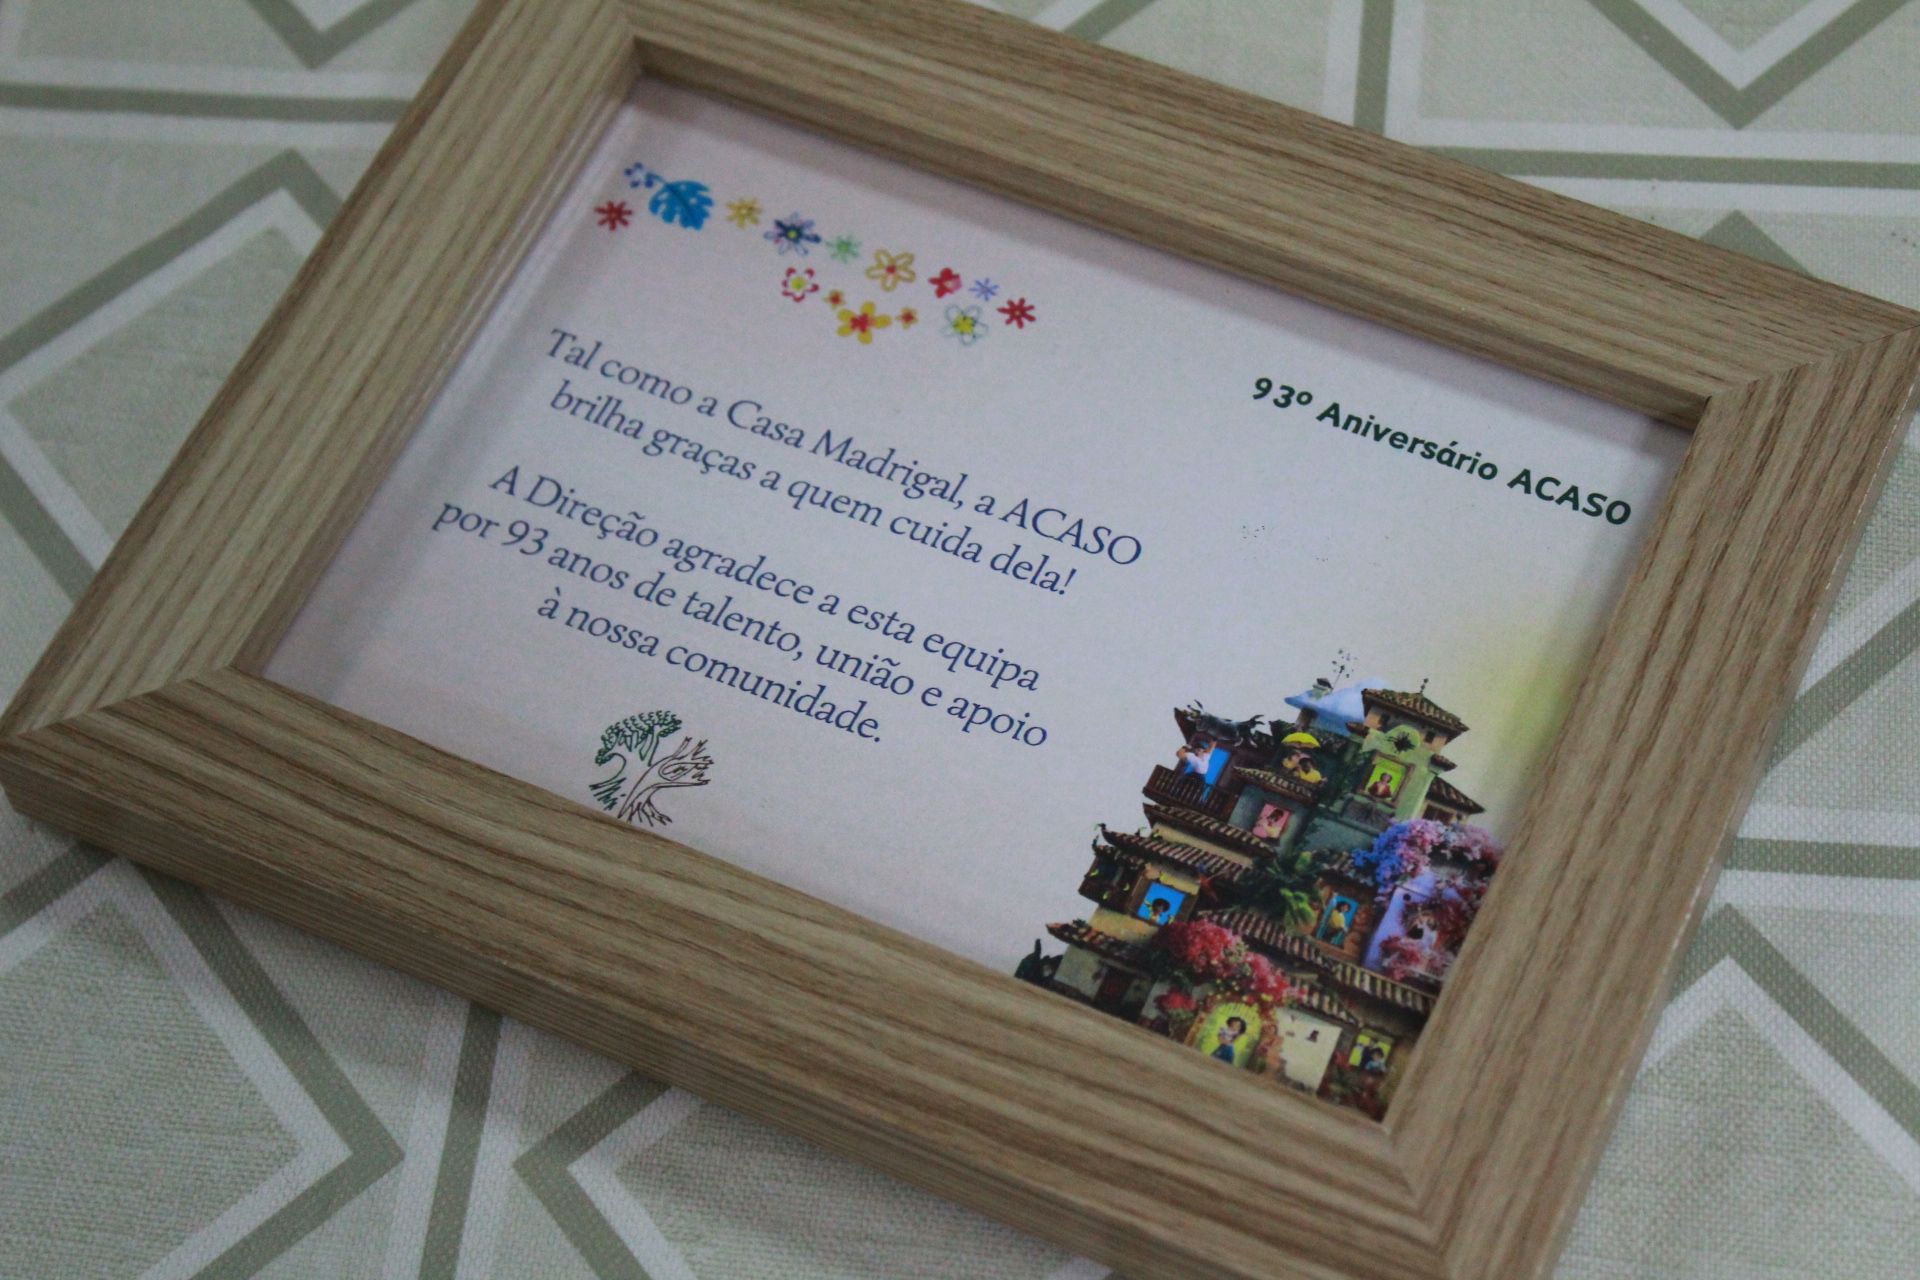 93º Aniversário ACASO
Tal como a Casa Madrigal, a ACASO
brilha graças a quem cuida dela!
A Direção agradece a esta equipa
por 93 anos de talento, união e apoio
à nossa comunidade.